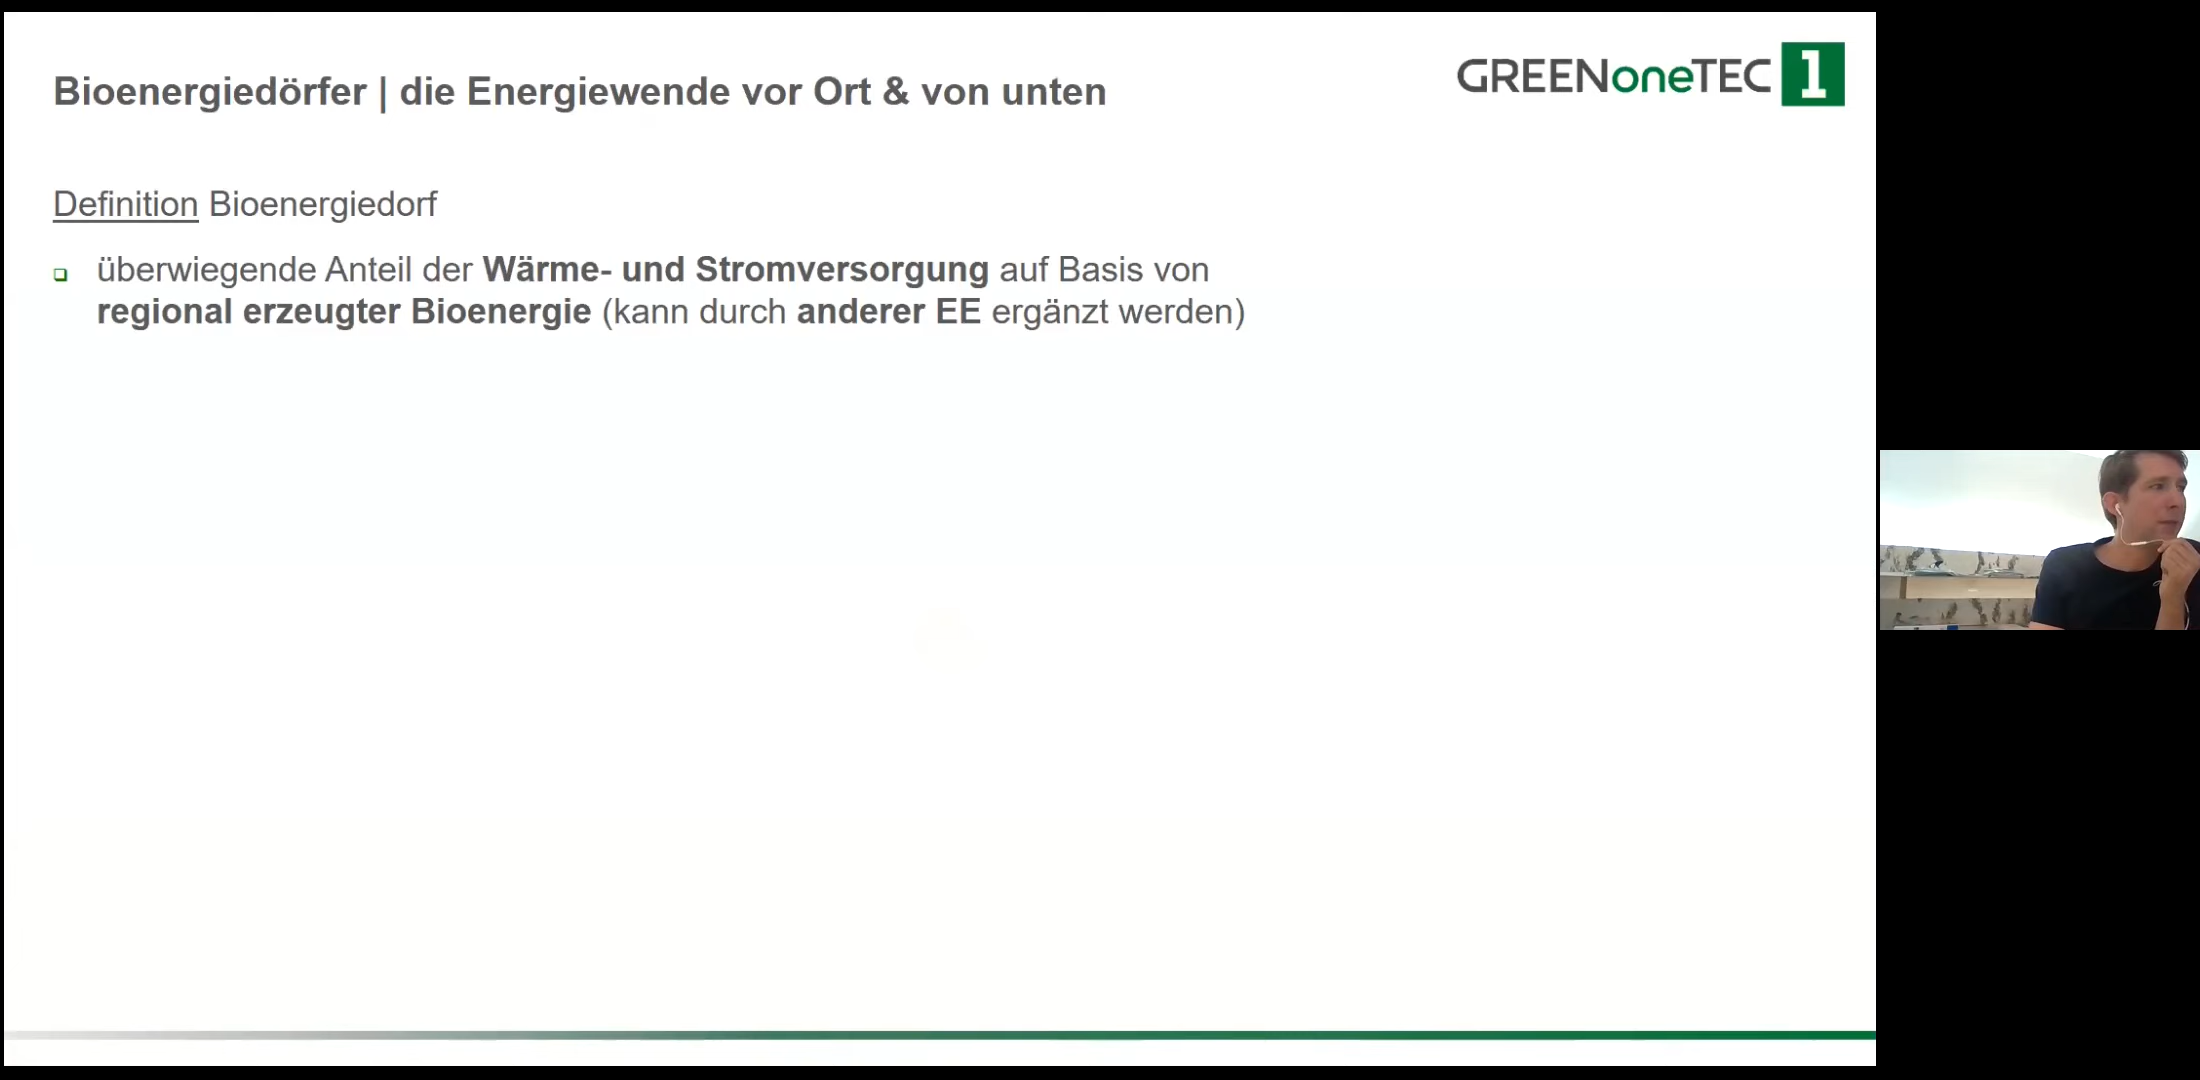 Bioenergiedörfer | die Energiewende vor Ort & von unten
GREENoneTEC 1
Definition Bioenergiedorf
überwiegende Anteil der Wärme- und Stromversorgung auf Basis von
regional erzeugter Bioenergie (kann durch anderer EE ergänzt werden)